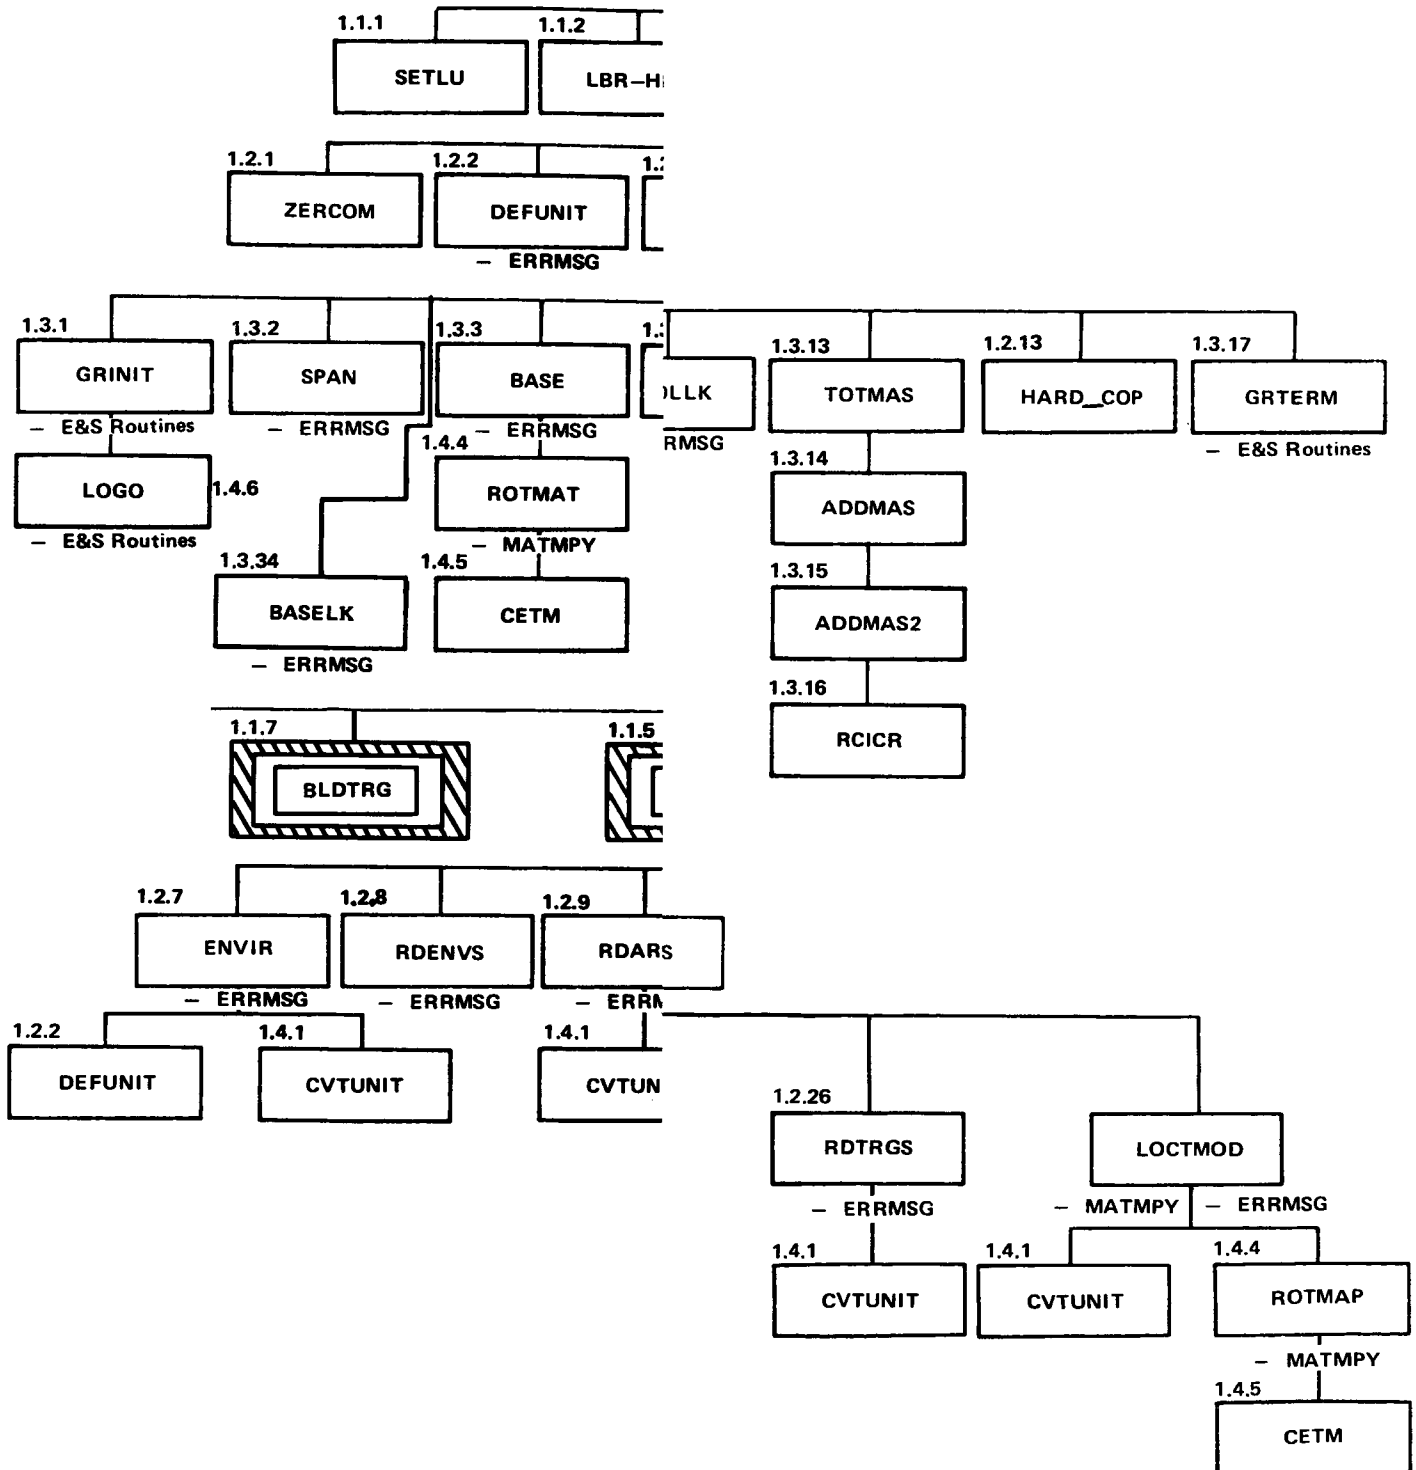 1.1.1 1.1.2
SETLU LBR-H
1.2.1 1.2.2
ZERCOM DEFUNIT
- ERRMSG
1.3.1 1.3.2 1.3.3 1.3.13 1.2.13 1.3.17
GRINIT SPAN BASE OLLK TOTMAS HARD_COP GRTERM
- E&S Routines - ERRMSG - ERRMSG RMSG - E&S Routines
1.4.4 1.3.14
LOGO 1.4.6 ROTMAT ADDMAS
- E&S Routines - MATMPY
1.3.34 1.4.5 1.3.15
BASELK CETM ADDMAS2
- ERRMSG
1.3.16
1.1.7 1.1.5
RCICR
BLDTRG
1.2.7 1.2.8 1.2.9
ENVIR RDENVS RDARS
- ERRMSG - ERRMSG - ERRM
1.2.2 1.4.1 1.4.1
DEFUNIT CVTUNIT CVTUN
1.2.26
RDTRGS LOCTMOD
- ERRMSG - MATMPY - ERRMSG
1.4.1 1.4.1 1.4.4
CVTUNIT CVTUNIT ROTMAP
- MATMPY
1.4.5
CETM